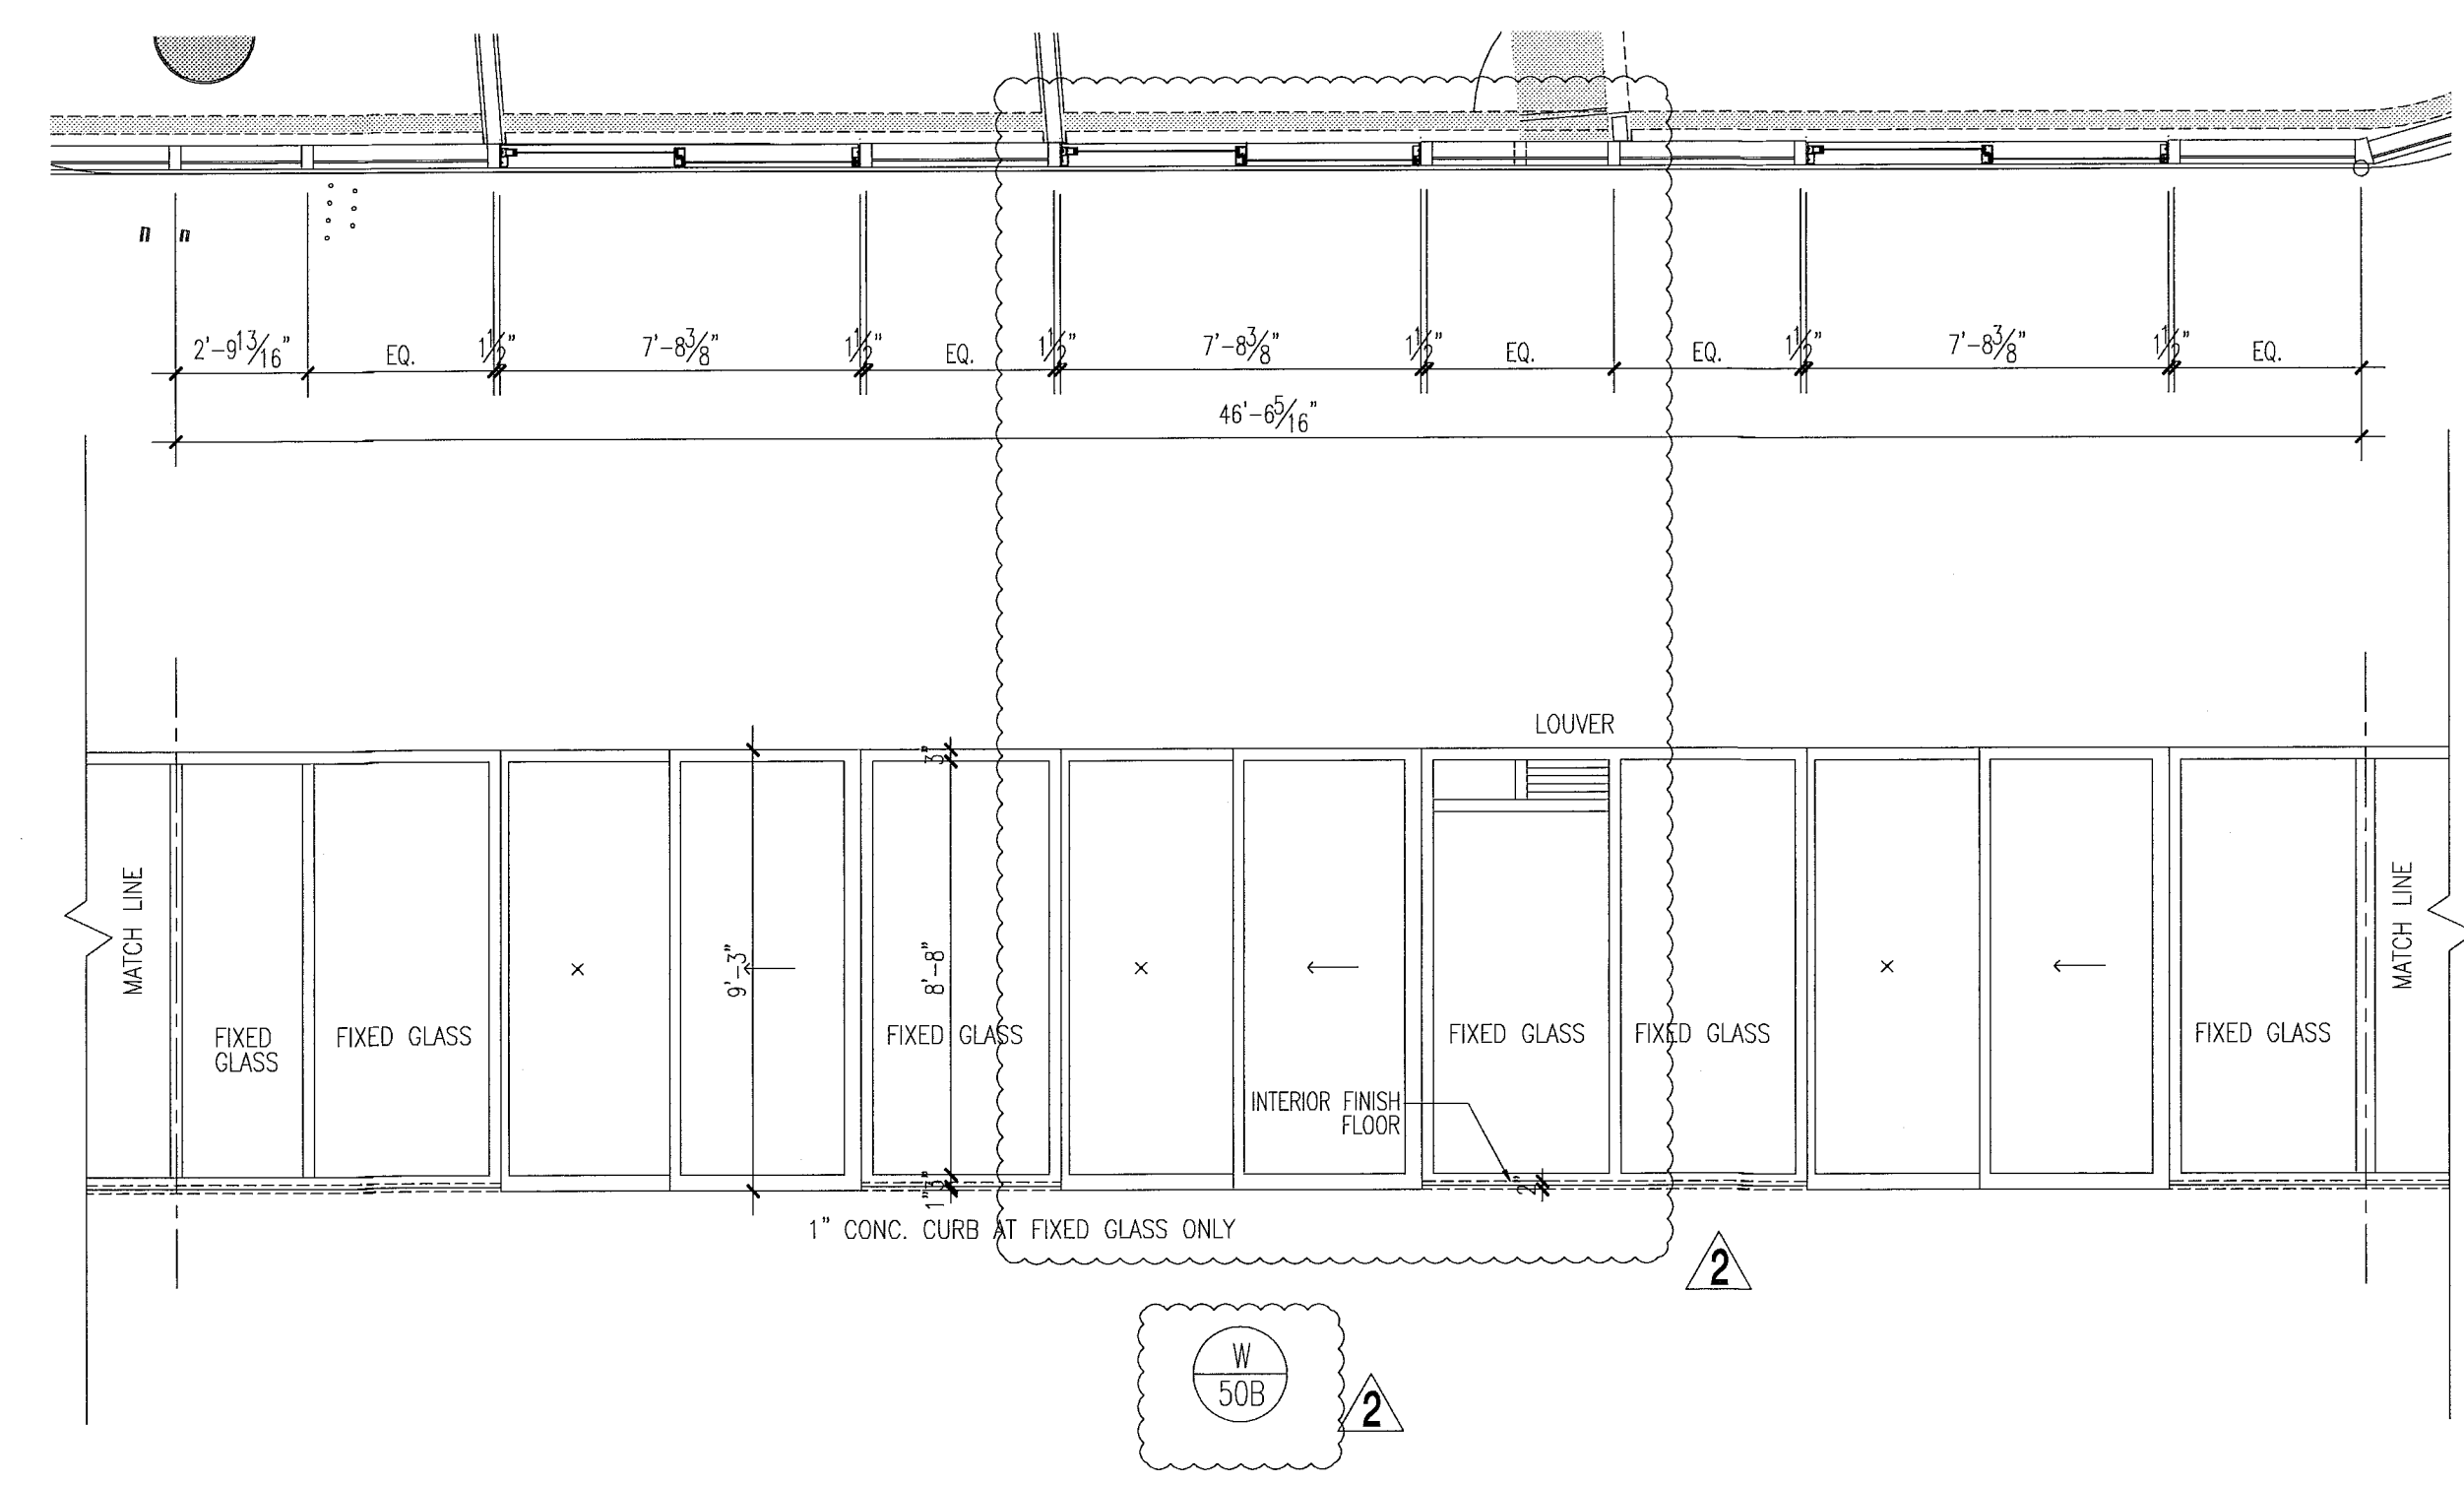 n n
2'-9 13/16" EQ. 1 1/2" 7'-8 3/8" 1 1/2" EQ. 1 1/2" 7'-8 3/8" 1 1/2" EQ. EQ. 1 1/2" 7'-8 3/8" 1 1/2" EQ.
46'-6 5/16"
LOUVER
3"
MATCH LINE
9'-3"
8'-8"
MATCH LINE
FIXED
GLASS
FIXED GLASS
FIXED GLASS
FIXED GLASS
FIXED GLASS
FIXED GLASS
INTERIOR FINISH
FLOOR
1" 3"
2"
1" CONC. CURB AT FIXED GLASS ONLY
2
W
50B
2